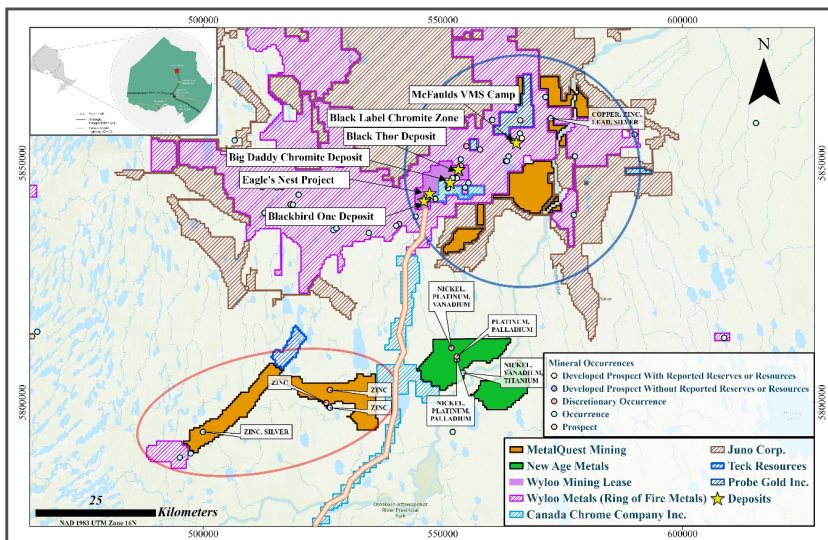 500000
550000
600000
N
McFaulds VMS Camp
Black Label Chromite Zone
Black Thor Deposit
COPPER, ZINC,
LEAD, SILVER
Big Daddy Chromite Deposit
Eagle's Nest Project
Blackbird One Deposit
5850000
5850000
NICKEL,
PLATINUM,
VANADIUM
PLATINUM,
PALLADIUM
NICKEL,
VANADIUM,
TITANIUM
NICKEL,
PLATINUM,
PALLADIUM
ZINC
ZINC
ZINC
ZINC, SILVER
5800000
5800000
Mineral Occurrences
Developed Prospect With Reported Reserves or Resources
Developed Prospect Without Reported Reserves or Resources
Discretionary Occurrence
Occurrence
Prospect
MetalQuest Mining
New Age Metals
Wyloo Mining Lease
Wyloo Metals (Ring of Fire Metals)
Canada Chrome Company Inc.
Juno Corp.
Teck Resources
Probe Gold Inc.
Deposits
25
Kilometers
NAD 1983 UTM Zone 16N
River Provincial
Park
500000
550000
600000